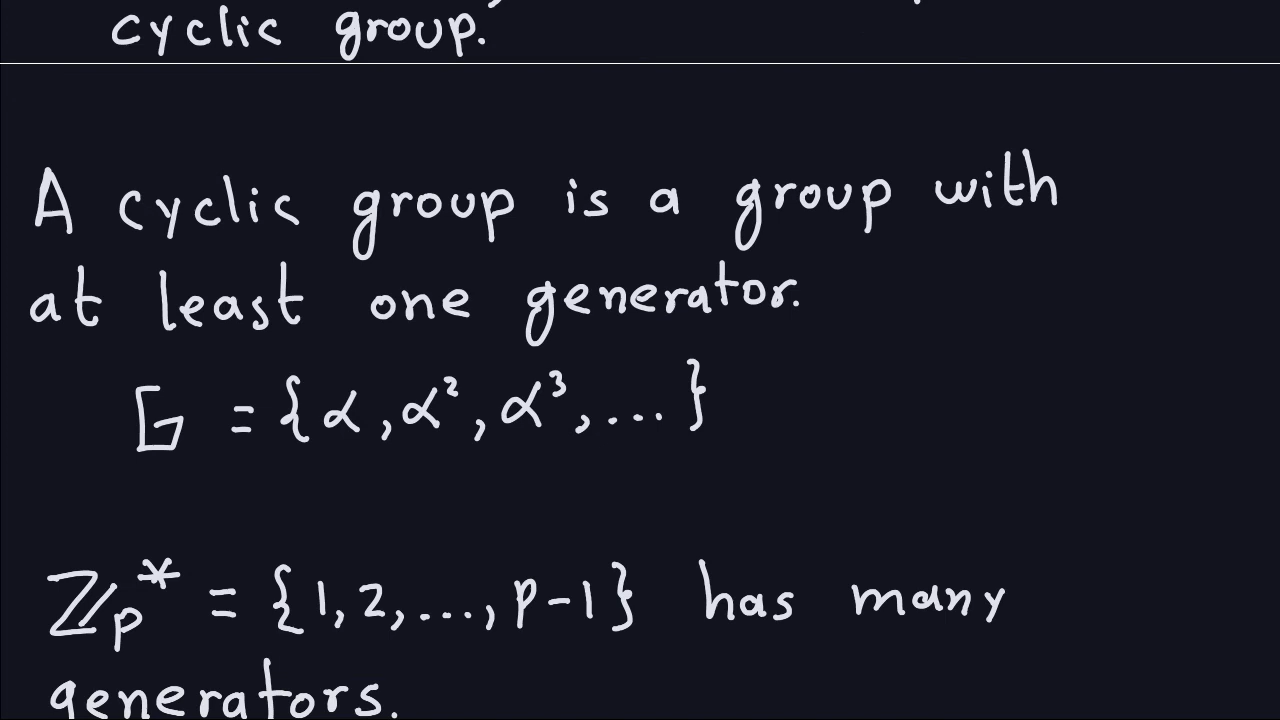 cyclic group.
A cyclic group is a group with
at least one generator.
G = {α, α², α³, ...}
ℤₚ* = {1, 2, ..., p-1} has many
generators.